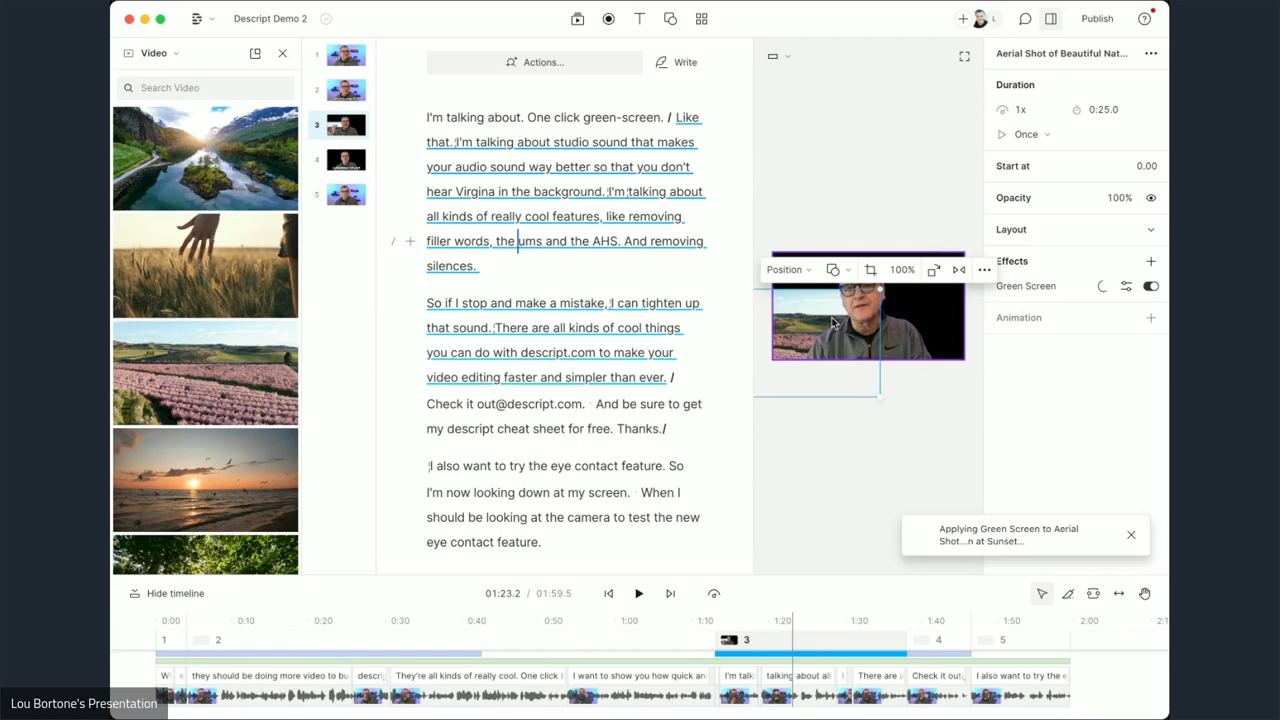 Descript Demo 2
L
Publish
Video
Search Video
1
2
3
4
5
Actions...
Write
I'm talking about. One click green-screen. / Like
that. I'm talking about studio sound that makes
your audio sound way better so that you don't
hear Virgina in the background. I'm talking about
all kinds of really cool features, like removing
filler words, the ums and the AHS. And removing
silences.
So if I stop and make a mistake, I can tighten up
that sound. There are all kinds of cool things
you can do with descript.com to make your
video editing faster and simpler than ever. /
Check it out@descript.com. And be sure to get
my descript cheat sheet for free. Thanks./
I also want to try the eye contact feature. So
I'm now looking down at my screen. When I
should be looking at the camera to test the new
eye contact feature.
Position
100%
Aerial Shot of Beautiful Nat...
Duration
1x
0:25.0
Once
Start at
0.00
Opacity
100%
Layout
Effects
Green Screen
Animation
Applying Green Screen to Aerial
Shot...n at Sunset...
Hide timeline
01:23.2 / 01:59.5
0:00 0:10 0:20 0:30 0:40 0:50 1:00 1:10 1:20 1:30 1:40 1:50 2:00 2:1
1 2 3 4 5
W they should be doing more video to bu descri They're all kinds of really cool. One click I want to show you how quick an I'm talk talking about all I There are a Check it out. I also want to try the e
Lou Bortone's Presentation